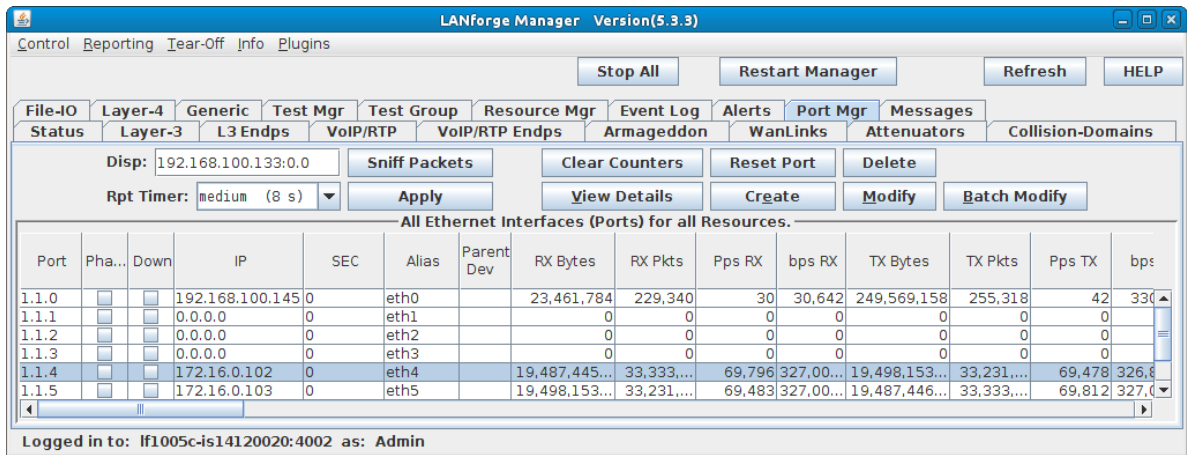 LANforge Manager Version(5.3.3)
Control Reporting Tear-Off Info Plugins
Stop All Restart Manager Refresh HELP
File-IO Layer-4 Generic Test Mgr Test Group Resource Mgr Event Log Alerts Port Mgr Messages
Status Layer-3 L3 Endps VoIP/RTP VoIP/RTP Endps Armageddon WanLinks Attenuators Collision-Domains
Disp: 192.168.100.133:0.0 Sniff Packets Clear Counters Reset Port Delete
Rpt Timer: medium (8 s) Apply View Details Create Modify Batch Modify
All Ethernet Interfaces (Ports) for all Resources.
Port Pha... Down IP SEC Alias Parent Dev RX Bytes RX Pkts Pps RX bps RX TX Bytes TX Pkts Pps TX bps
1.1.0 192.168.100.145 0 eth0 23,461,784 229,340 30 30,642 249,569,158 255,318 42 330
1.1.1 0.0.0.0 0 eth1 0 0 0 0 0 0 0
1.1.2 0.0.0.0 0 eth2 0 0 0 0 0 0 0
1.1.3 0.0.0.0 0 eth3 0 0 0 0 0 0 0
1.1.4 172.16.0.102 0 eth4 19,487,445... 33,333,... 69,796 327,00... 19,498,153... 33,231,... 69,478 326,8
1.1.5 172.16.0.103 0 eth5 19,498,153... 33,231,... 69,483 327,00... 19,487,446... 33,333,... 69,812 327,0
Logged in to: lf1005c-is14120020:4002 as: Admin